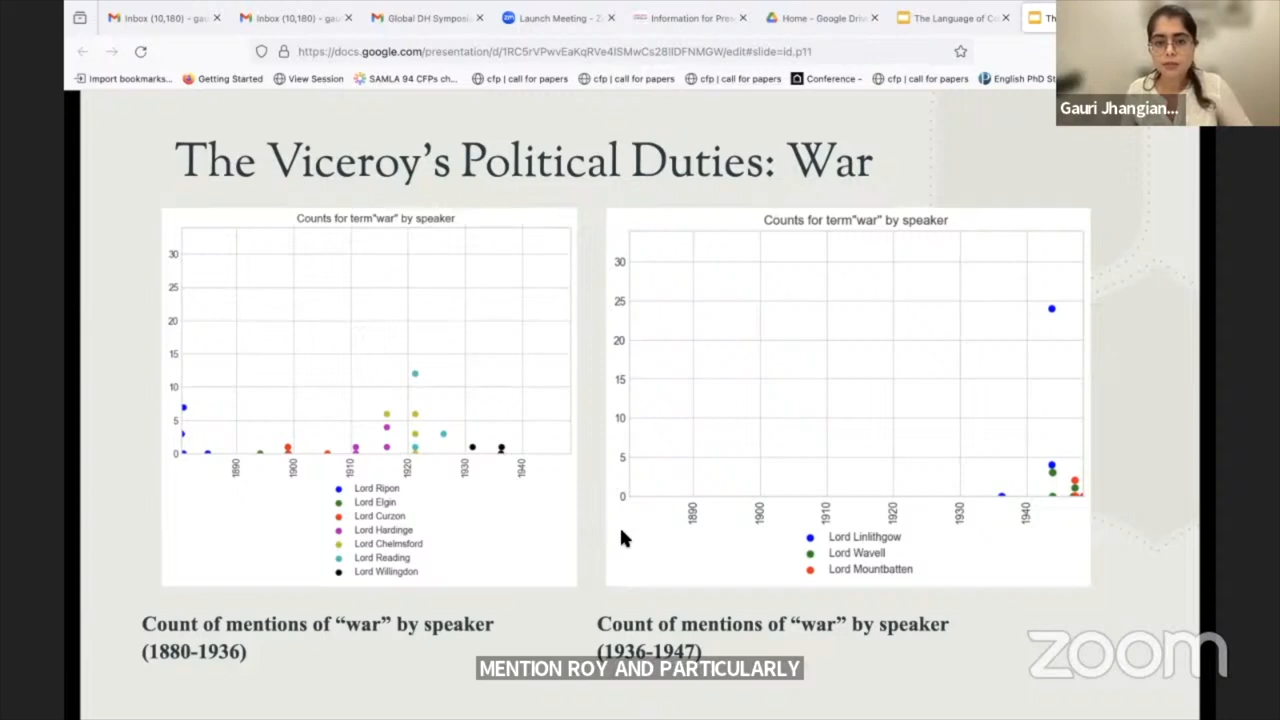 Inbox (10,180) - gau
Inbox (10,180) - gau
Global DH Symposi
Launch Meeting - Z
Information for Pres
Home - Google Driv
The Language of C
Th
https://docs.google.com/presentation/d/1RC5rVPwvEaKqRVe4ISMwCs28IIDFNMGW/edit#slide=id.p11
Import bookmarks...
Getting Started
View Session
SAMLA 94 CFPs ch...
cfp | call for papers
cfp | call for papers
cfp | call for papers
Conference -
cfp | call for papers
English PhD St
Gauri Jhangian...
The Viceroy's Political Duties: War
Counts for term"war" by speaker
30
25
20
15
10
5
0
1890
1900
1910
1920
1930
1940
Lord Ripon
Lord Elgin
Lord Curzon
Lord Hardinge
Lord Chelmsford
Lord Reading
Lord Willingdon
Counts for term"war" by speaker
30
25
20
15
10
5
0
1890
1900
1910
1920
1930
1940
Lord Linlithgow
Lord Wavell
Lord Mountbatten
Count of mentions of “war” by speaker
(1880-1936)
Count of mentions of “war” by speaker
(1936-1947)
MENTION ROY AND PARTICULARLY
zoom